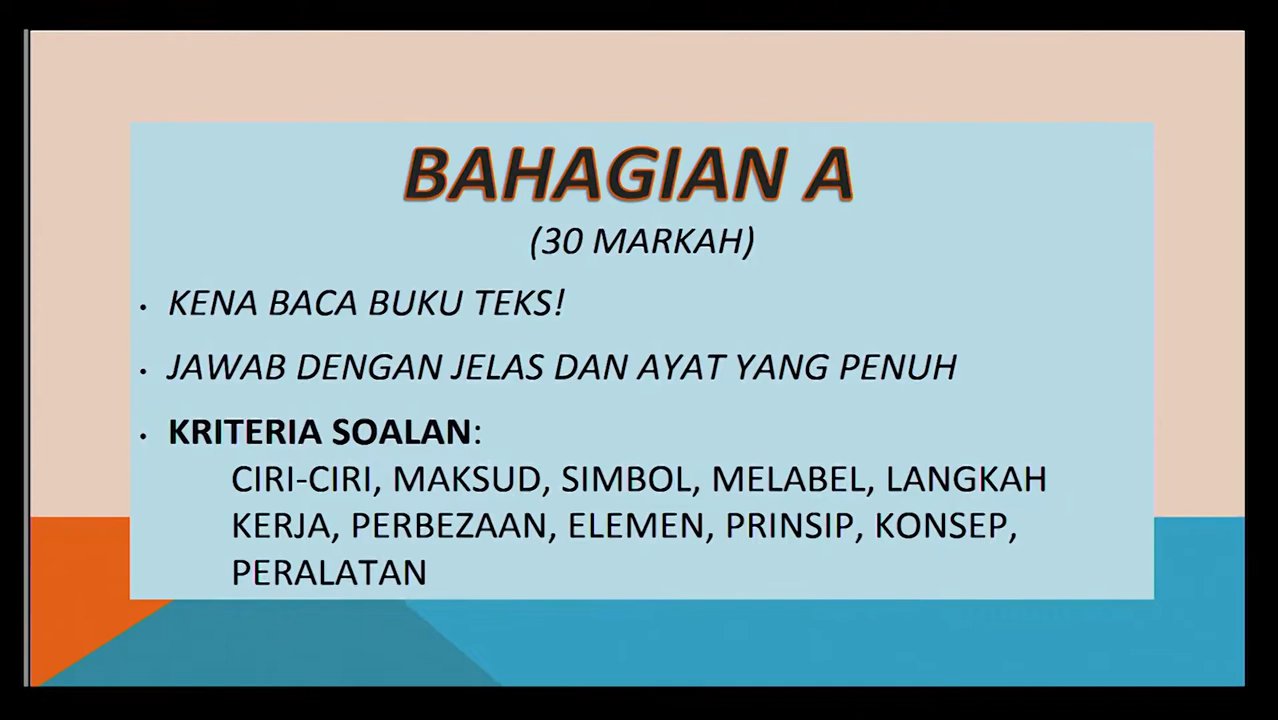 BAHAGIAN A
(30 MARKAH)
• KENA BACA BUKU TEKS!
• JAWAB DENGAN JELAS DAN AYAT YANG PENUH
• KRITERIA SOALAN:
CIRI-CIRI, MAKSUD, SIMBOL, MELABEL, LANGKAH
KERJA, PERBEZAAN, ELEMEN, PRINSIP, KONSEP,
PERALATAN